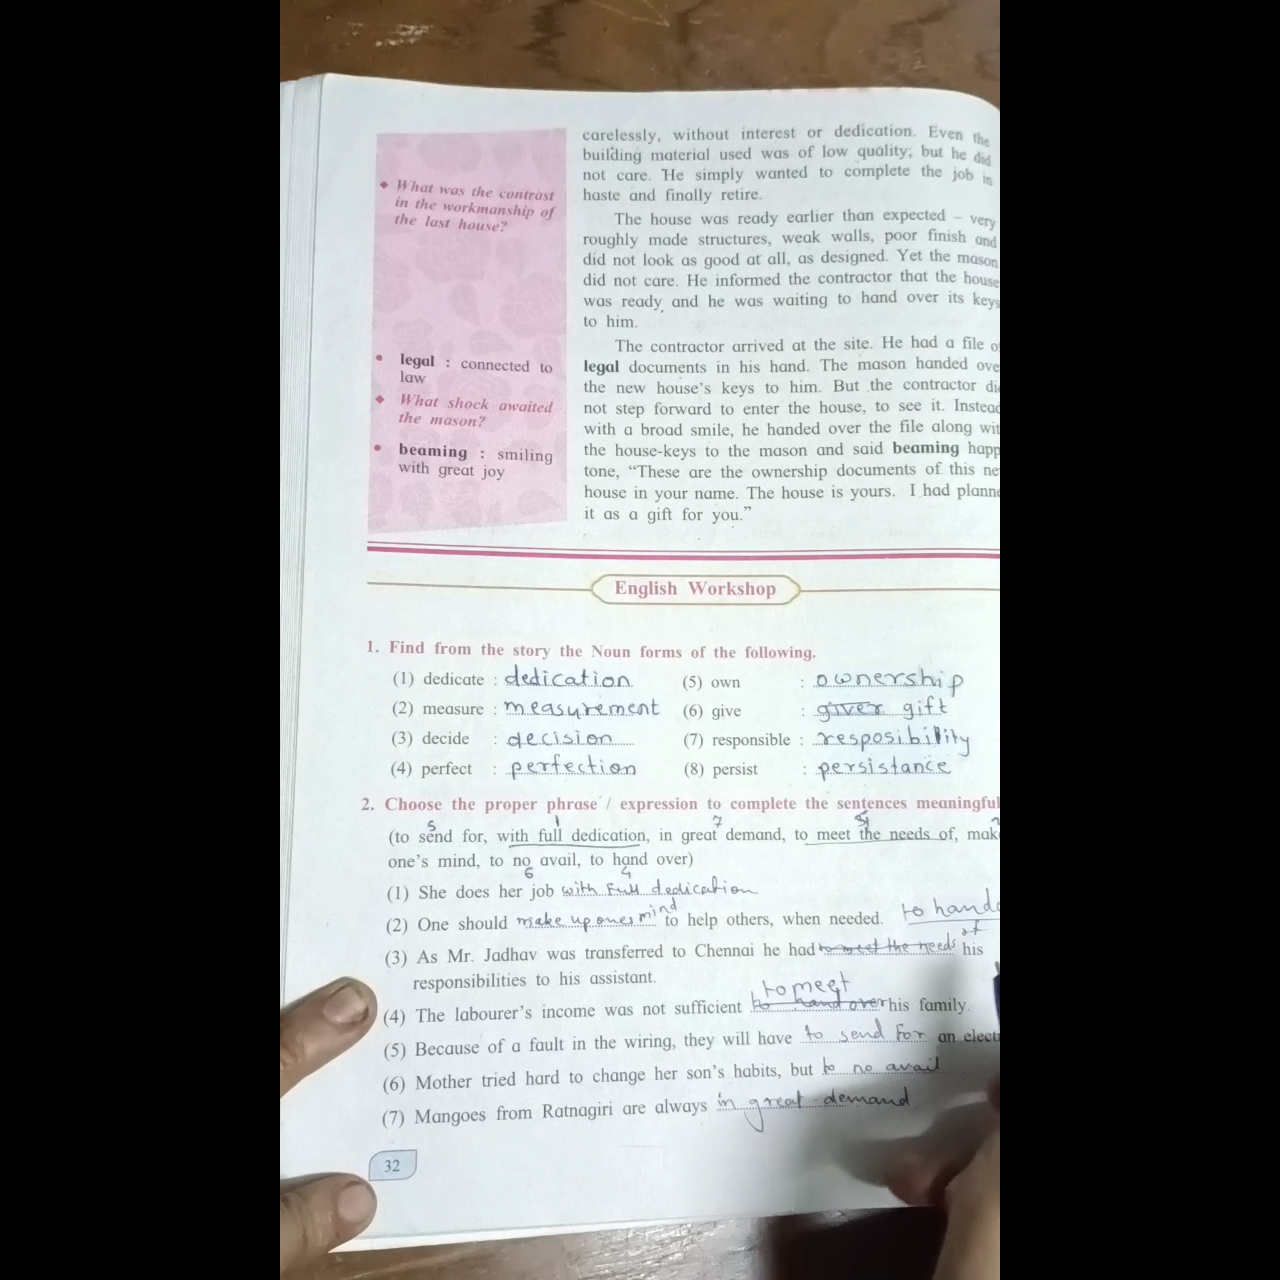 carelessly, without interest or dedication. Even the
building material used was of low quality; but he did
not care. He simply wanted to complete the job in
haste and finally retire.
What was the contrast
in the workmanship of
the last house?
The house was ready earlier than expected – very
roughly made structures, weak walls, poor finish and
did not look as good at all, as designed. Yet the mason
did not care. He informed the contractor that the house
was ready and he was waiting to hand over its keys
to him.
The contractor arrived at the site. He had a file o
legal documents in his hand. The mason handed ove
the new house's keys to him. But the contractor di
not step forward to enter the house, to see it. Instead
with a broad smile, he handed over the file along wit
the house-keys to the mason and said beaming happ
tone, "These are the ownership documents of this ne
house in your name. The house is yours. I had planne
it as a gift for you."
legal : connected to
law
What shock awaited
the mason?
beaming : smiling
with great joy
English Workshop
1. Find from the story the Noun forms of the following.
(1) dedicate : dedication (5) own : ownership
(2) measure : measurement (6) give : giver gift
(3) decide : decision (7) responsible : resposibility
(4) perfect : perfection (8) persist : persistance
2. Choose the proper phrase / expression to complete the sentences meaningful
5 1 7
(to send for, with full dedication, in great demand, to meet the needs of, mak
one's mind, to no avail, to hand over)
6 4
(1) She does her job with full dedication
(2) One should make up ones mind to help others, when needed. to hand
(3) As Mr. Jadhav was transferred to Chennai he had to meet the needs of his
responsibilities to his assistant.
to meet
(4) The labourer's income was not sufficient to hand over his family.
(5) Because of a fault in the wiring, they will have to send for an elect
(6) Mother tried hard to change her son's habits, but to no avail
(7) Mangoes from Ratnagiri are always in great demand
32